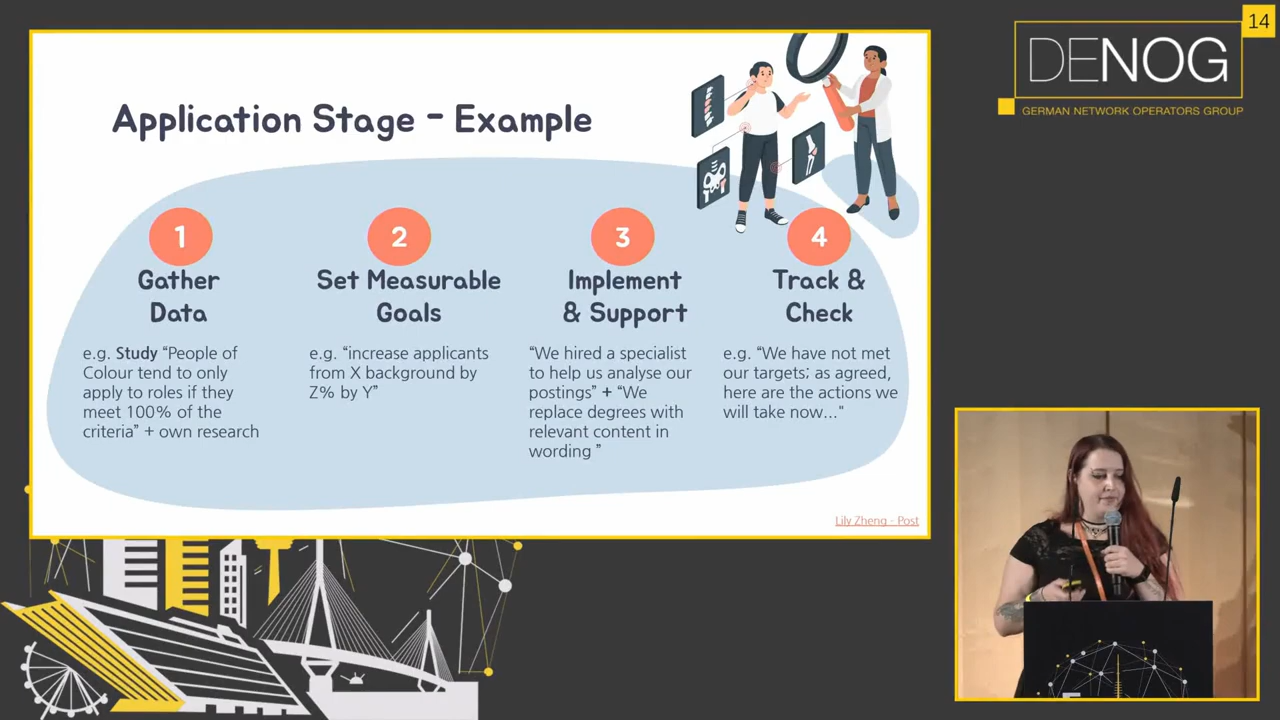 14
DENOG
GERMAN NETWORK OPERATORS GROUP
Application Stage - Example
1
Gather
Data
e.g. Study “People of
Colour tend to only
apply to roles if they
meet 100% of the
criteria” + own research
2
Set Measurable
Goals
e.g. “increase applicants
from X background by
Z% by Y”
3
Implement
& Support
“We hired a specialist
to help us analyse our
postings” + “We
replace degrees with
relevant content in
wording ”
4
Track &
Check
e.g. “We have not met
our targets; as agreed,
here are the actions we
will take now...”
Lily Zheng - Post